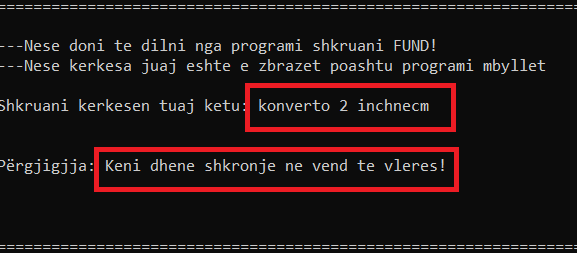 ---Nese doni te dilni nga programi shkruani FUND!
---Nese kerkesa juaj eshte e zbrazet poashtu programi mbyllet
Shkruani kerkesen tuaj ketu: konverto 2 inchnecm
Përgjigjja: Keni dhene shkronje ne vend te vleres!